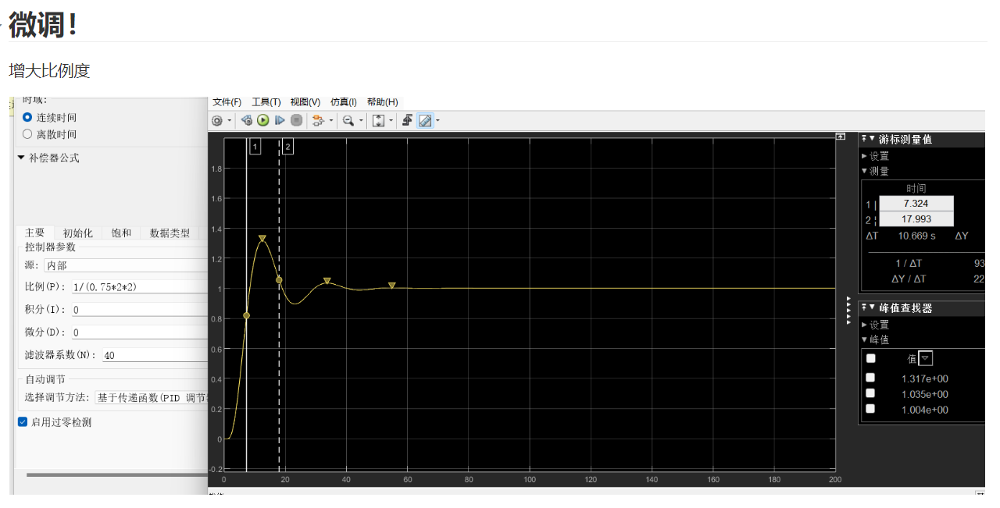 微调！
增大比例度
时域:
文件(F) 工具(T) 视图(V) 仿真(I) 帮助(H)
连续时间
离散时间
补偿器公式
主要 初始化 饱和 数据类型
控制器参数
源: 内部
比例(P): 1/(0.75*2*2)
积分(I): 0
微分(D): 0
滤波器系数(N): 40
自动调节
选择调节方法: 基于传递函数(PID 调节
启用过零检测
1 2
1.8
1.6
1.4
1.2
1
0.8
0.6
0.4
0.2
0
-0.2
0 20 40 60 80 100 120 140 160 180 200
游标测量值
设置
测量
时间
1 | 7.324
2 ¦ 17.993
ΔT 10.669 s ΔY
1 / ΔT 93
ΔY / ΔT 22
峰值查找器
设置
峰值
值
1.317e+00
1.035e+00
1.004e+00